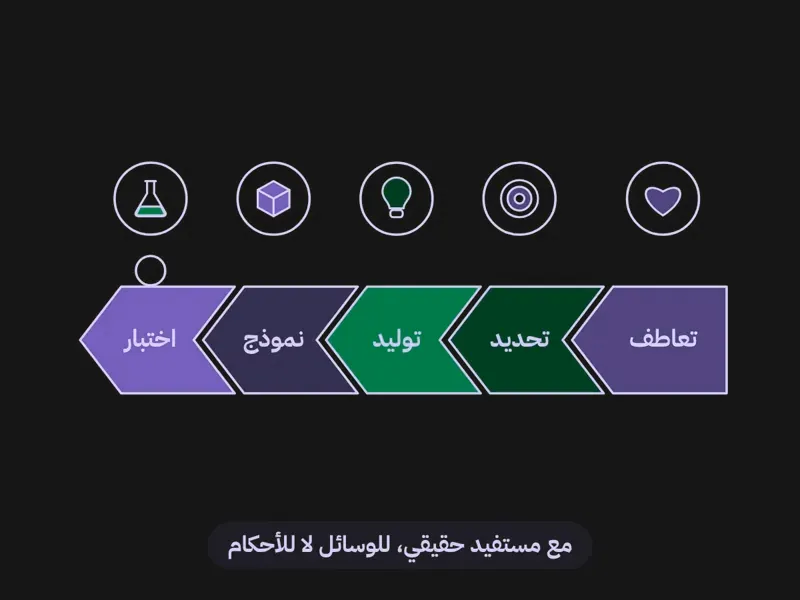 تعاطف
تحديد
توليد
نموذج
اختبار
مع مستفيد حقيقي، للوسائل لا للأحكام